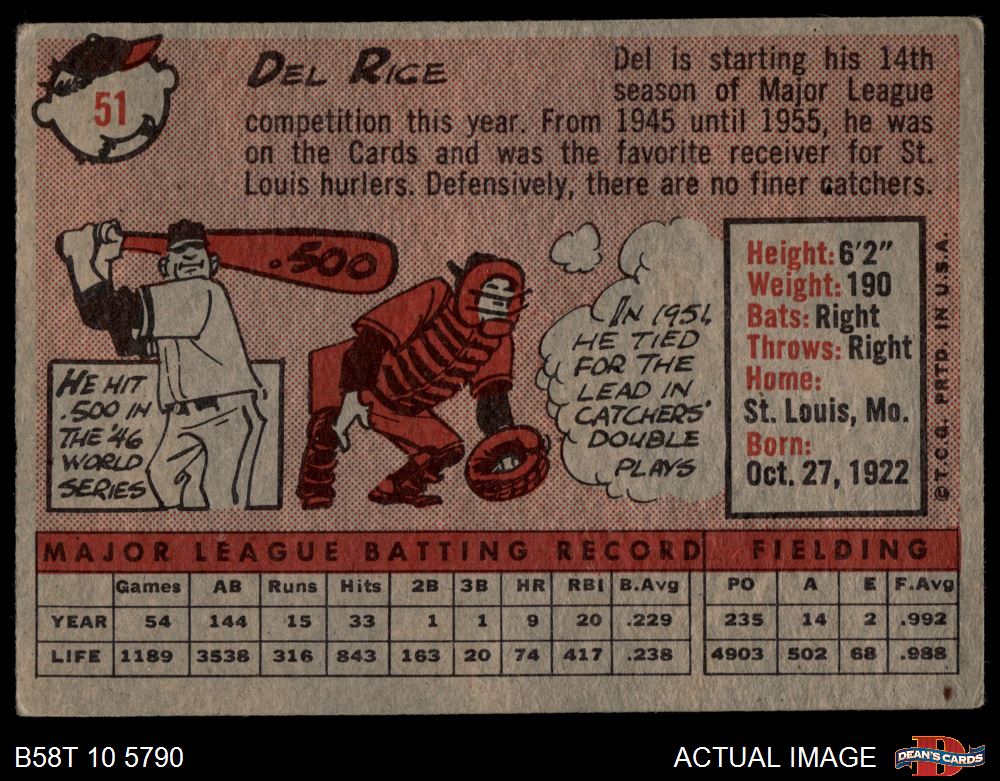 51
DEL RICE
Del is starting his 14th
season of Major League
competition this year. From 1945 until 1955, he was
on the Cards and was the favorite receiver for St.
Louis hurlers. Defensively, there are no finer catchers.
.500
HE HIT
.500 IN
THE '46
WORLD
SERIES
IN 1951,
HE TIED
FOR THE
LEAD IN
CATCHERS'
DOUBLE
PLAYS
Height: 6'2"
Weight: 190
Bats: Right
Throws: Right
Home:
St. Louis, Mo.
Born:
Oct. 27, 1922
© T.C.G. PRTD. IN U.S.A.
MAJOR LEAGUE BATTING RECORD FIELDING
Games AB Runs Hits 2B 3B HR RBI B.Avg PO A E F.Avg
YEAR 54 144 15 33 1 1 9 20 .229 235 14 2 .992
LIFE 1189 3538 316 843 163 20 74 417 .238 4903 502 68 .988
B58T 10 5790
ACTUAL IMAGE
D
DEAN'S CARDS